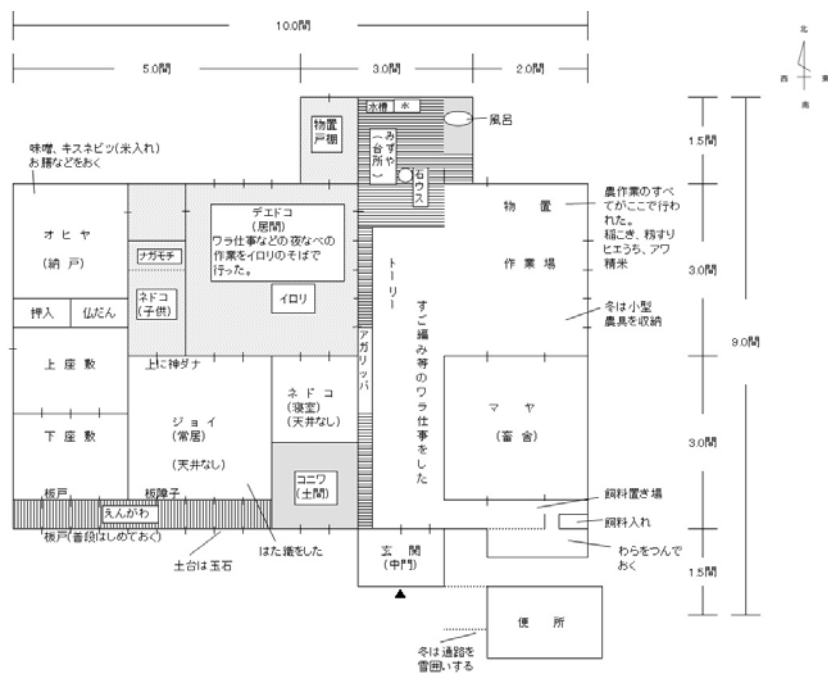 10.0間
5.0間
3.0間
2.0間
北
西
東
南
水槽
水
風呂
物置
戸棚
みずや
(台所)
石ウス
1.5間
味噌、キスネビツ(米入れ)
お膳などをおく
オヒヤ
(納戸)
デエドコ
(居間)
ワラ仕事などの夜なべの
作業をイロリのそばで
行った。
ナガモチ
ネドコ
(子供)
イロリ
トーリー
物置
作業場
農作業のすべ
てがここで行わ
れた。
稲こき、籾すり
ヒエうち、アワ
精米
3.0間
冬は小型
農具を収納
9.0間
押入
仏だん
上座敷
上に神ダナ
アガリッパ
すご編み等のワラ仕事をした
ネドコ
(寝室)
(天井なし)
マヤ
(畜舎)
3.0間
下座敷
ジョイ
(常居)
(天井なし)
コニワ
(土間)
板戸
板障子
えんがわ
飼料置き場
飼料入れ
板戸(普段はしめておく)
土台は玉石
はた織をした
玄関
(中門)
わらをつんで
おく
1.5間
便所
冬は通路を
雪囲いする